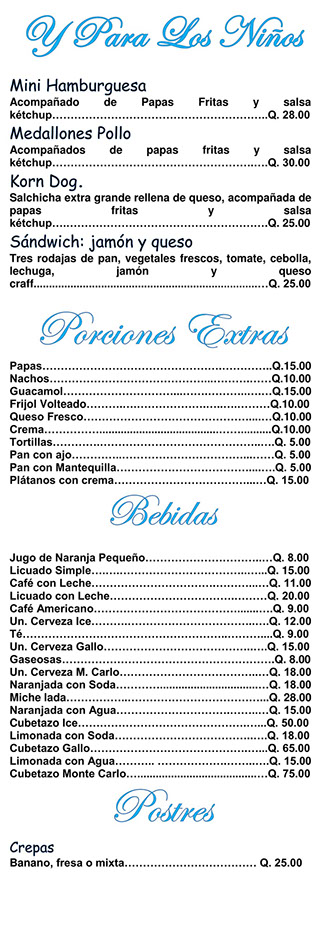 Y Para Los Niños
Mini Hamburguesa
Acompañado de Papas Fritas y salsa
kétchup……………………………………………………..Q. 28.00
Medallones Pollo
Acompañados de papas fritas y salsa
kétchup……………………………………………………..Q. 30.00
Korn Dog.
Salchicha extra grande rellena de queso, acompañada de
papas fritas y salsa
kétchup……………………………………………………..Q. 25.00
Sándwich: jamón y queso
Tres rodajas de pan, vegetales frescos, tomate, cebolla,
lechuga, jamón y queso
craff............................................................................…Q. 25.00
Porciones Extras
Papas……………………………………………………..Q.15.00
Nachos……………………………………..…………..…Q.10.00
Guacamol………………………………...……………..…Q.15.00
Frijol Volteado……….………………………..………….Q.10.00
Queso Fresco……………………………………....……Q.10.00
Crema……............................................................…Q.10.00
Tortillas……………………………………………….…..Q. 5.00
Pan con ajo……………………………………………....…Q. 5.00
Pan con Mantequilla……………………………….....…Q. 5.00
Plátanos con crema……………………………….....…Q. 15.00
Bebidas
Jugo de Naranja Pequeño…………………………..…Q. 8.00
Licuado Simple……..……………………………………..Q. 15.00
Café con Leche……………………………………….....…Q. 11.00
Licuado con Leche…………………………………….Q. 20.00
Café Americano……………………………………......…Q. 9.00
Un. Cerveza Ice……………………………………......…Q. 12.00
Té…………………………………………………………...Q. 9.00
Un. Cerveza Gallo……………………………………..…Q. 15.00
Gaseosas………………………………………………….Q. 8.00
Un. Cerveza M. Carlo………………………………....…Q. 18.00
Naranjada con Soda…………...............................…Q. 18.00
Miche lada…………………………………………………Q. 28.00
Naranjada con Agua…………………………………..…Q. 15.00
Cubetazo Ice……………………………………………...Q. 50.00
Limonada con Soda……………………………………...Q. 18.00
Cubetazo Gallo…………………………………………..Q. 65.00
Limonada con Agua……….. ………………………...…Q. 15.00
Cubetazo Monte Carlo…........................................…Q. 75.00
Postres
Crepas
Banano, fresa o mixta……………………………… Q. 25.00